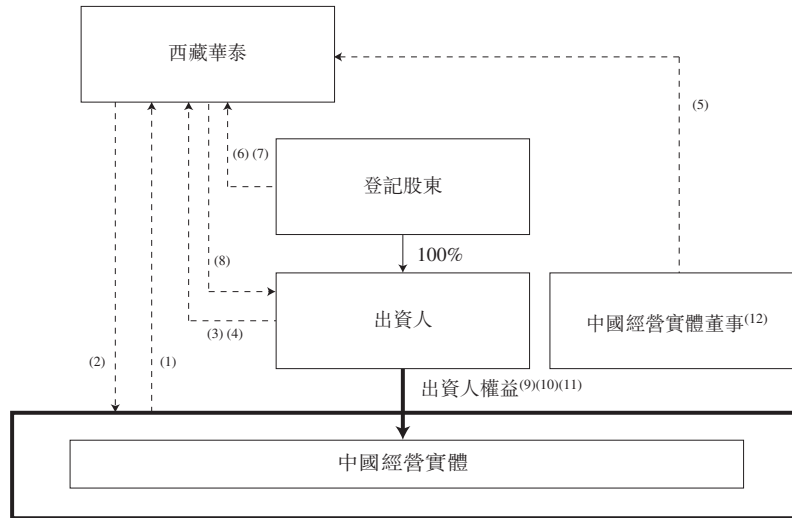 西藏華泰
(5)
(6) (7)
登記股東
100%
(8)
出資人
中國經營實體董事(12)
(3) (4)
(2)
(1)
出資人權益(9)(10)(11)
中國經營實體